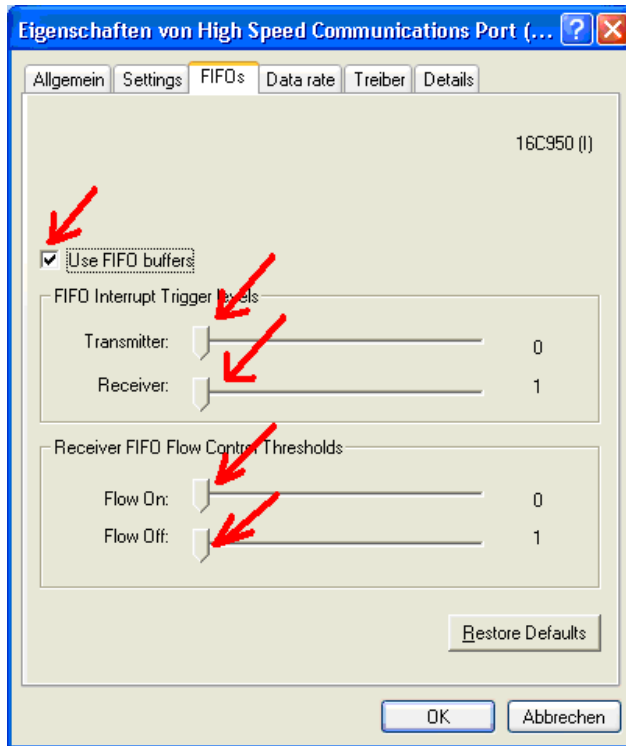 Eigenschaften von High Speed Communications Port (...
Allgemein Settings FIFOs Data rate Treiber Details
16C950 (I)
Use FIFO buffers
FIFO Interrupt Trigger levels
Transmitter: 0
Receiver: 1
Receiver FIFO Flow Control Thresholds
Flow On: 0
Flow Off: 1
Restore Defaults
OK Abbrechen